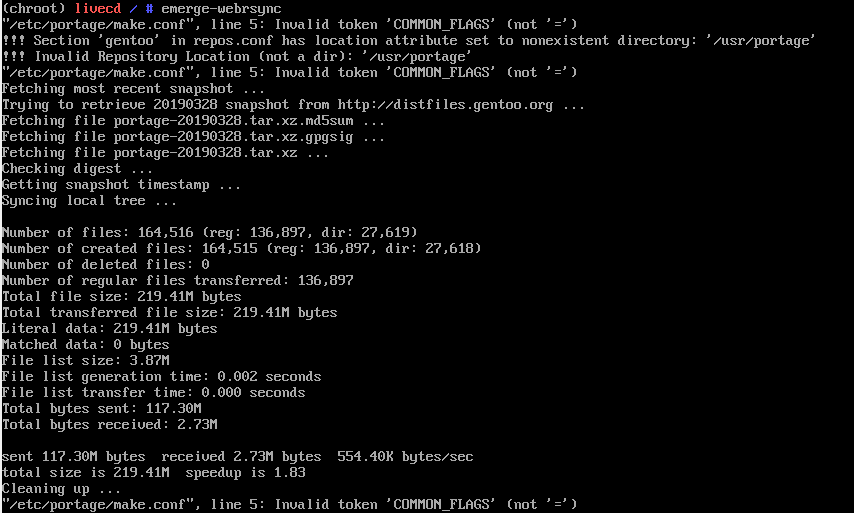 (chroot) livecd / # emerge-webrsync
"/etc/portage/make.conf", line 5: Invalid token 'COMMON_FLAGS' (not '=')
!!! Section 'gentoo' in repos.conf has location attribute set to nonexistent directory: '/usr/portage'
!!! Invalid Repository Location (not a dir): '/usr/portage'
"/etc/portage/make.conf", line 5: Invalid token 'COMMON_FLAGS' (not '=')
Fetching most recent snapshot ...
Trying to retrieve 20190328 snapshot from http://distfiles.gentoo.org ...
Fetching file portage-20190328.tar.xz.md5sum ...
Fetching file portage-20190328.tar.xz.gpgsig ...
Fetching file portage-20190328.tar.xz ...
Checking digest ...
Getting snapshot timestamp ...
Syncing local tree ...

Number of files: 164,516 (reg: 136,897, dir: 27,619)
Number of created files: 164,515 (reg: 136,897, dir: 27,618)
Number of deleted files: 0
Number of regular files transferred: 136,897
Total file size: 219.41M bytes
Total transferred file size: 219.41M bytes
Literal data: 219.41M bytes
Matched data: 0 bytes
File list size: 3.87M
File list generation time: 0.002 seconds
File list transfer time: 0.000 seconds
Total bytes sent: 117.30M
Total bytes received: 2.73M

sent 117.30M bytes  received 2.73M bytes  554.40K bytes/sec
total size is 219.41M  speedup is 1.83
Cleaning up ...
"/etc/portage/make.conf", line 5: Invalid token 'COMMON_FLAGS' (not '=')